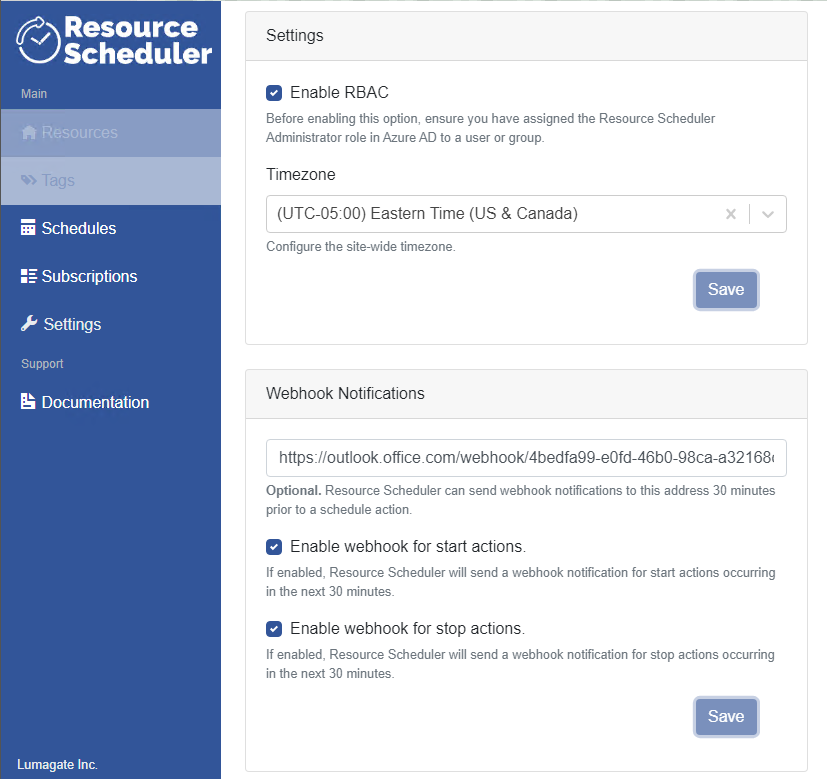 Resource
Scheduler
Main
Resources
Tags
Schedules
Subscriptions
Settings
Support
Documentation
Lumagate Inc.
Settings
Enable RBAC
Before enabling this option, ensure you have assigned the Resource Scheduler
Administrator role in Azure AD to a user or group.
Timezone
(UTC-05:00) Eastern Time (US & Canada)
Configure the site-wide timezone.
Save
Webhook Notifications
https://outlook.office.com/webhook/4bedfa99-e0fd-46b0-98ca-a32168
Optional. Resource Scheduler can send webhook notifications to this address 30 minutes
prior to a schedule action.
Enable webhook for start actions.
If enabled, Resource Scheduler will send a webhook notification for start actions occurring
in the next 30 minutes.
Enable webhook for stop actions.
If enabled, Resource Scheduler will send a webhook notification for stop actions occurring
in the next 30 minutes.
Save